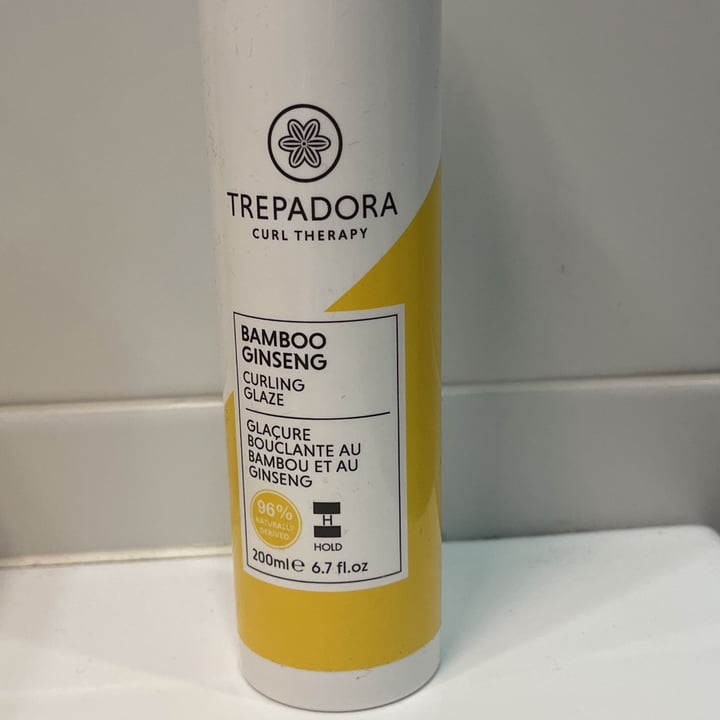 TREPADORA
CURL THERAPY
BAMBOO
GINSENG
CURLING
GLAZE
GLAÇURE
BOUCLANTE AU
BAMBOU ET AU
GINSENG
96%
NATURALLY
DERIVED
H
HOLD
200ml℮ 6.7 fl.oz